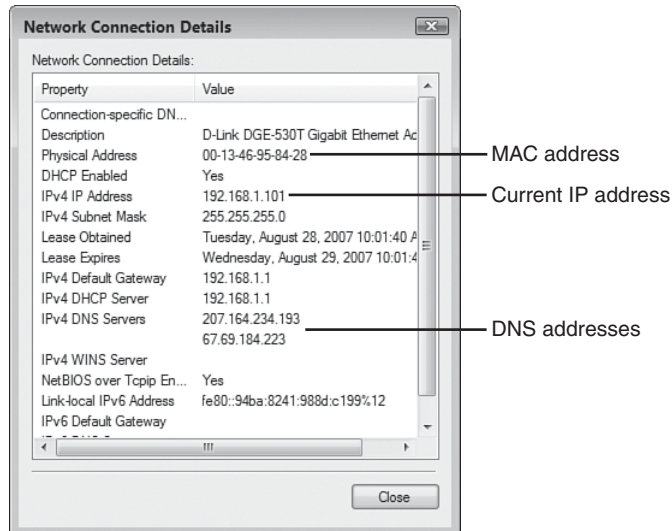 Network Connection Details
Network Connection Details:
Property Value
Connection-specific DN...
Description D-Link DGE-530T Gigabit Ethernet Ac
Physical Address 00-13-46-95-84-28 MAC address
DHCP Enabled Yes
IPv4 IP Address 192.168.1.101 Current IP address
IPv4 Subnet Mask 255.255.255.0
Lease Obtained Tuesday, August 28, 2007 10:01:40 A
Lease Expires Wednesday, August 29, 2007 10:01:4
IPv4 Default Gateway 192.168.1.1
IPv4 DHCP Server 192.168.1.1
IPv4 DNS Servers 207.164.234.193
67.69.184.223 DNS addresses
IPv4 WINS Server
NetBIOS over Tcpip En... Yes
Link-local IPv6 Address fe80::94ba:8241:988d:c199%12
IPv6 Default Gateway
Close